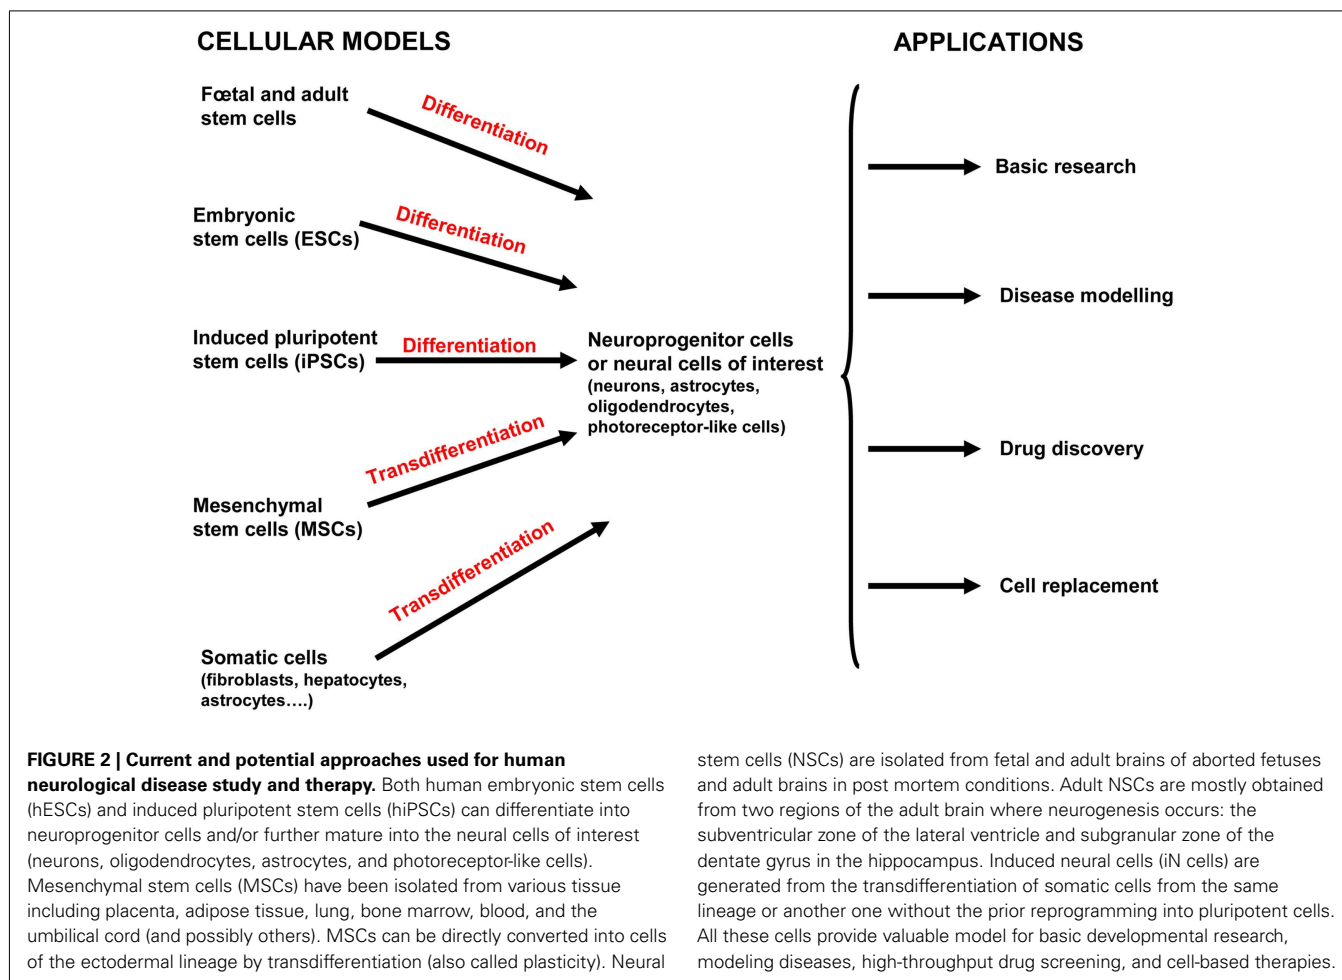 CELLULAR MODELS
Fœtal and adult
stem cells
Differentiation
Embryonic
stem cells (ESCs)
Differentiation
Induced pluripotent
stem cells (iPSCs)
Differentiation
Mesenchymal
stem cells (MSCs)
Transdifferentiation
Somatic cells
(fibroblasts, hepatocytes,
astrocytes....)
Transdifferentiation
Neuroprogenitor cells
or neural cells of interest
(neurons, astrocytes,
oligodendrocytes,
photoreceptor-like cells)
APPLICATIONS
Basic research
Disease modelling
Drug discovery
Cell replacement
FIGURE 2 | Current and potential approaches used for human
neurological disease study and therapy. Both human embryonic stem cells
(hESCs) and induced pluripotent stem cells (hiPSCs) can differentiate into
neuroprogenitor cells and/or further mature into the neural cells of interest
(neurons, oligodendrocytes, astrocytes, and photoreceptor-like cells).
Mesenchymal stem cells (MSCs) have been isolated from various tissue
including placenta, adipose tissue, lung, bone marrow, blood, and the
umbilical cord (and possibly others). MSCs can be directly converted into cells
of the ectodermal lineage by transdifferentiation (also called plasticity). Neural
stem cells (NSCs) are isolated from fetal and adult brains of aborted fetuses
and adult brains in post mortem conditions. Adult NSCs are mostly obtained
from two regions of the adult brain where neurogenesis occurs: the
subventricular zone of the lateral ventricle and subgranular zone of the
dentate gyrus in the hippocampus. Induced neural cells (iN cells) are
generated from the transdifferentiation of somatic cells from the same
lineage or another one without the prior reprogramming into pluripotent cells.
All these cells provide valuable model for basic developmental research,
modeling diseases, high-throughput drug screening, and cell-based therapies.